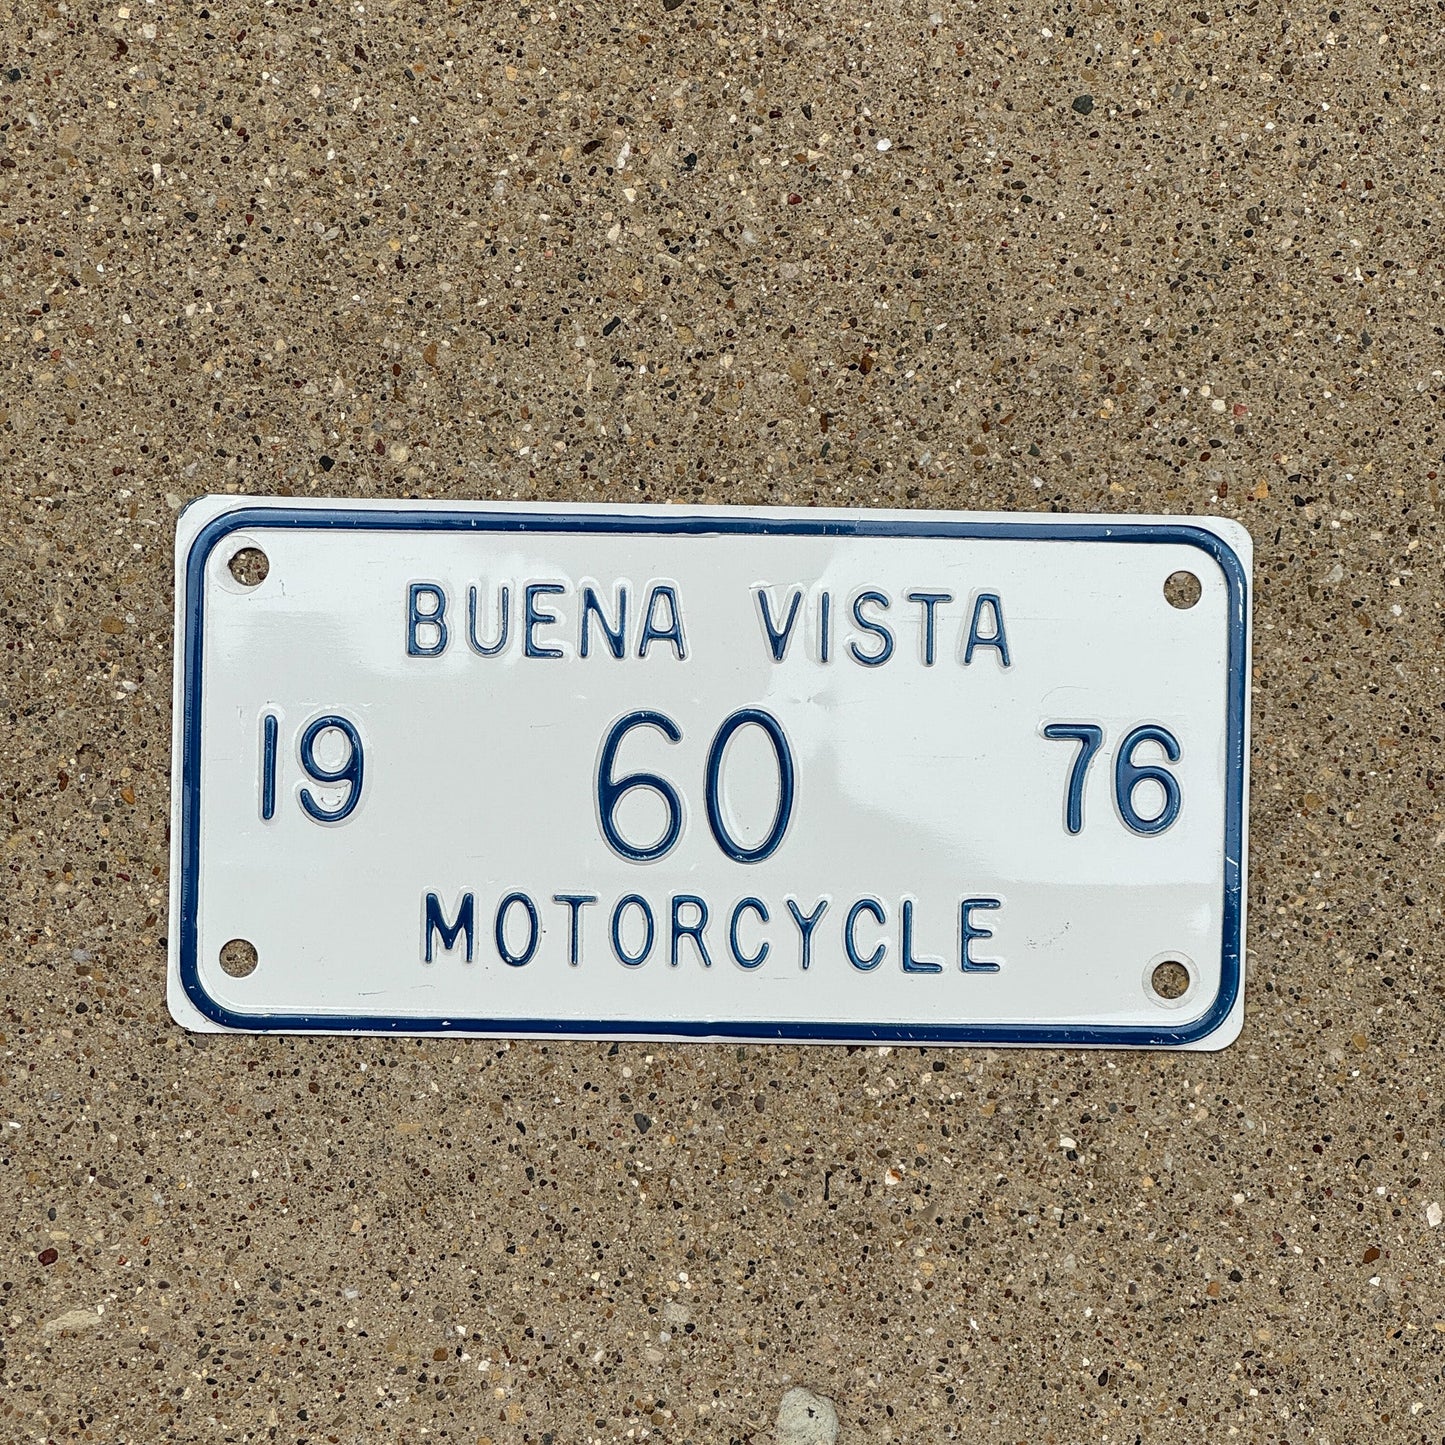 BUENA VISTA
19 60 76
MOTORCYCLE